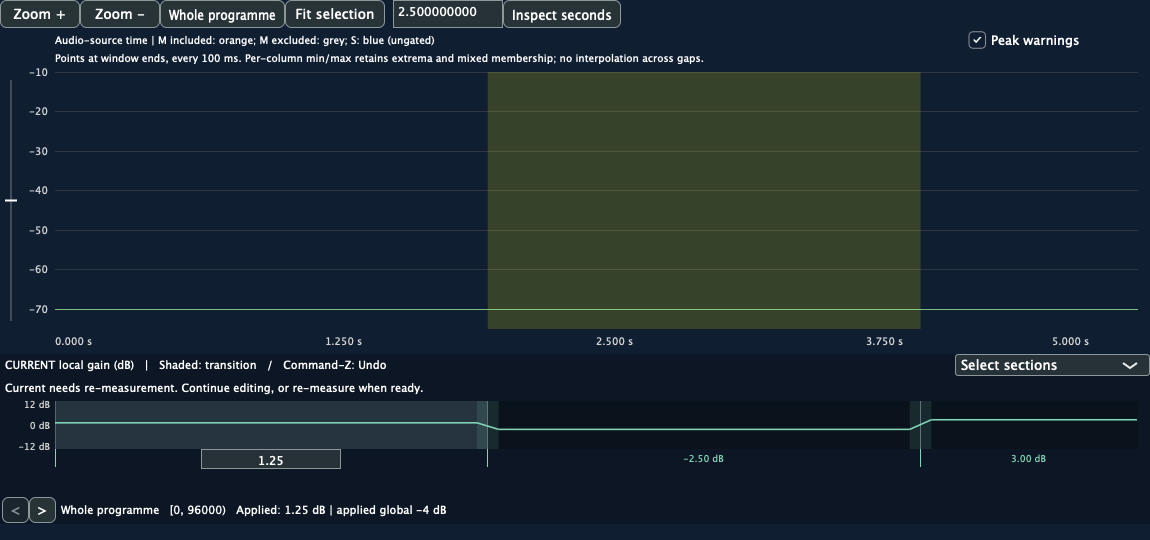 Zoom + Zoom − Whole programme Fit selection 2.500000000 Inspect seconds
Audio-source time | M included: orange; M excluded: grey; S: blue (ungated)
Peak warnings
Points at window ends, every 100 ms. Per-column min/max retains extrema and mixed membership; no interpolation across gaps.
−10
−20
−30
−40
−50
−60
−70
0.000 s 1.250 s 2.500 s 3.750 s 5.000 s
CURRENT local gain (dB) | Shaded: transition / Command-Z: Undo
Select sections
Current needs re-measurement. Continue editing, or re-measure when ready.
12 dB
0 dB
−12 dB
1.25 -2.50 dB 3.00 dB
< > Whole programme [0, 96000) Applied: 1.25 dB | applied global −4 dB